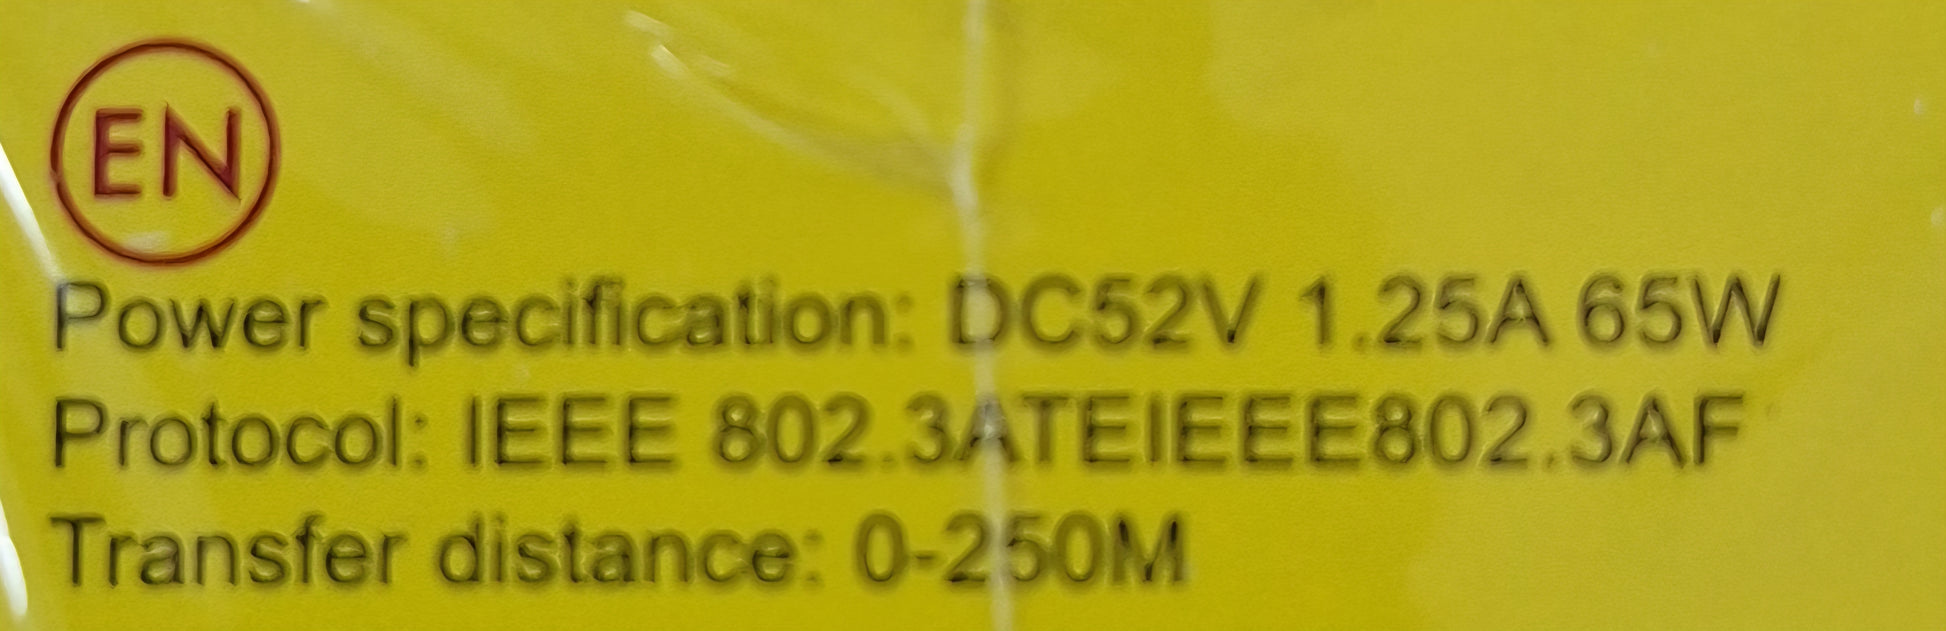 EN
Power specification: DC52V 1.25A 65W
Protocol: IEEE 802.3ATEIEEE802.3AF
Transfer distance: 0-250M